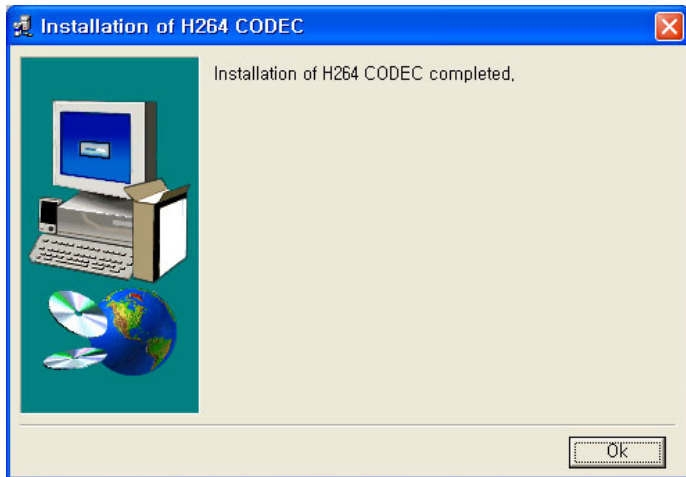 Installation of H264 CODEC
Installation of H264 CODEC completed,
Ok